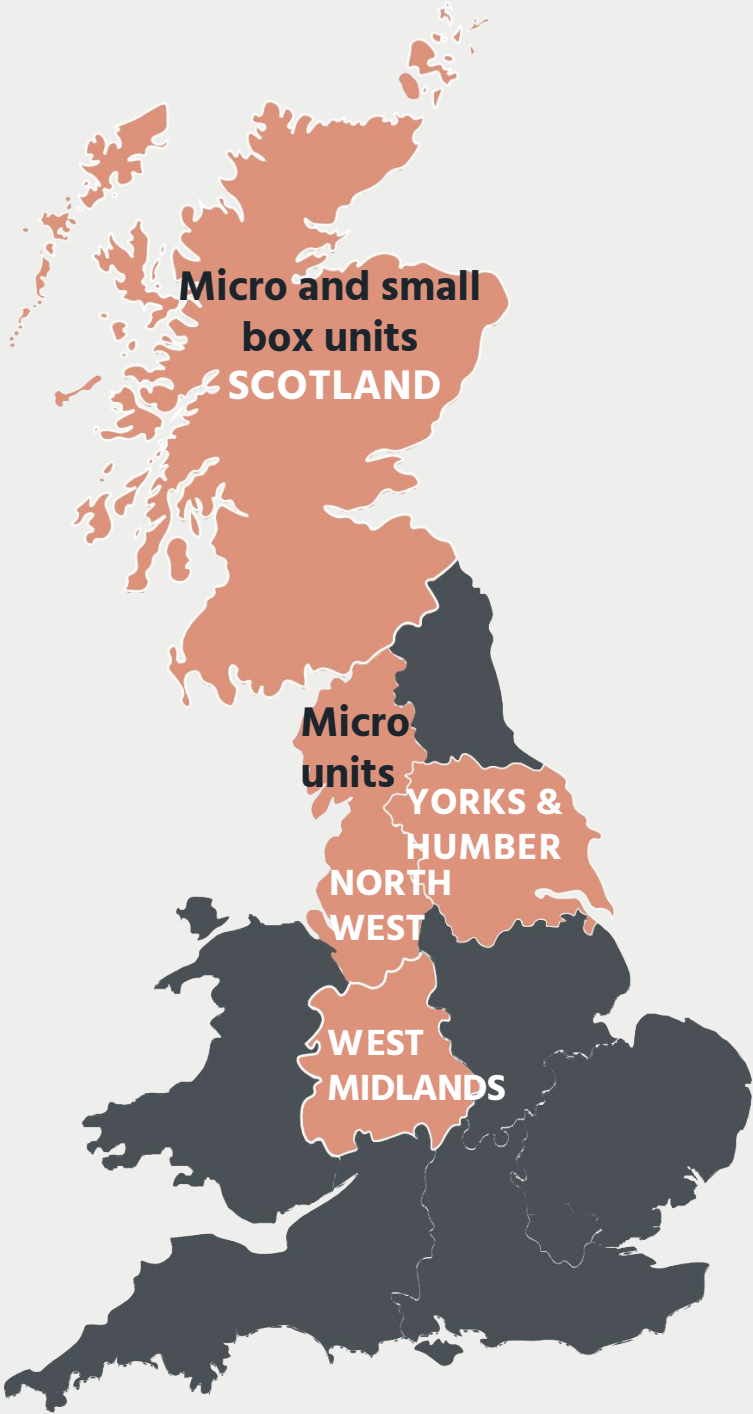 Micro and small
box units
SCOTLAND
Micro
units
YORKS &
HUMBER
NORTH
WEST
WEST
MIDLANDS